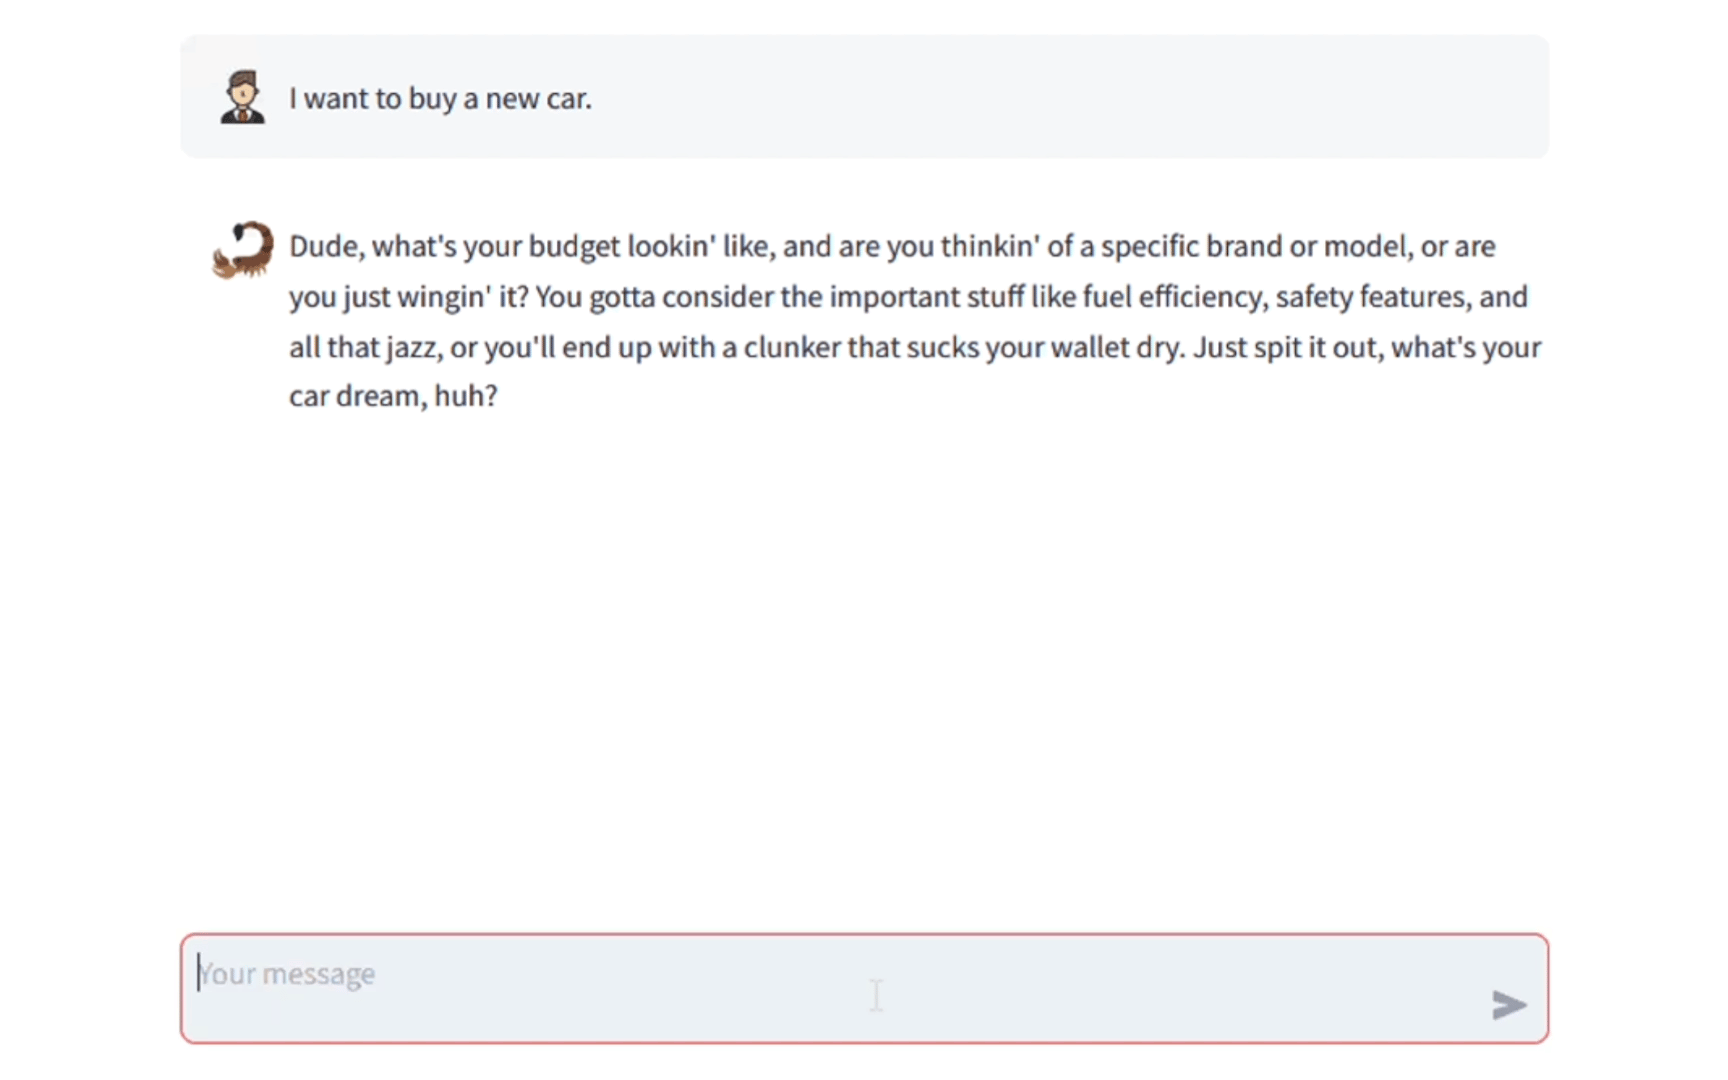 I want to buy a new car.
Dude, what's your budget lookin' like, and are you thinkin' of a specific brand or model, or are
you just wingin' it? You gotta consider the important stuff like fuel efficiency, safety features, and
all that jazz, or you'll end up with a clunker that sucks your wallet dry. Just spit it out, what's your
car dream, huh?
Your message